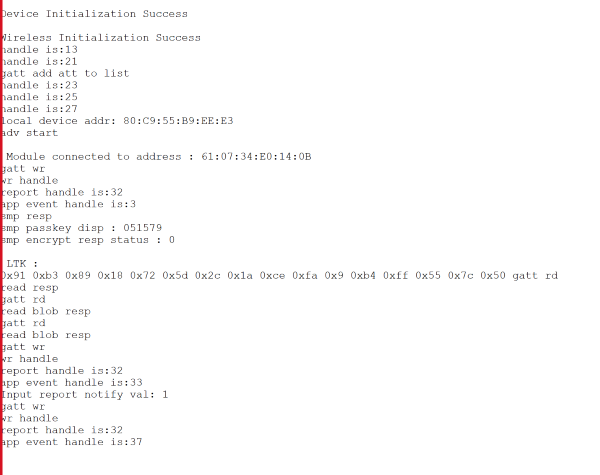 Device Initialization Success
Wireless Initialization Success
handle is:13
handle is:21
gatt add att to list
handle is:23
handle is:25
handle is:27
local device addr: 80:C9:55:B9:EE:E3
adv start
Module connected to address : 61:07:34:E0:14:0B
gatt wr
wr handle
report handle is:32
app event handle is:3
smp resp
smp passkey disp : 051579
smp encrypt resp status : 0
LTK :
0x91 0xb3 0x89 0x18 0x72 0x5d 0x2c 0x1a 0xce 0xfa 0x9 0xb4 0xff 0x55 0x7c 0x50 gatt rd
read resp
gatt rd
read blob resp
gatt rd
read blob resp
gatt wr
wr handle
report handle is:32
app event handle is:33
Input report notify val: 1
gatt wr
wr handle
report handle is:32
app event handle is:37